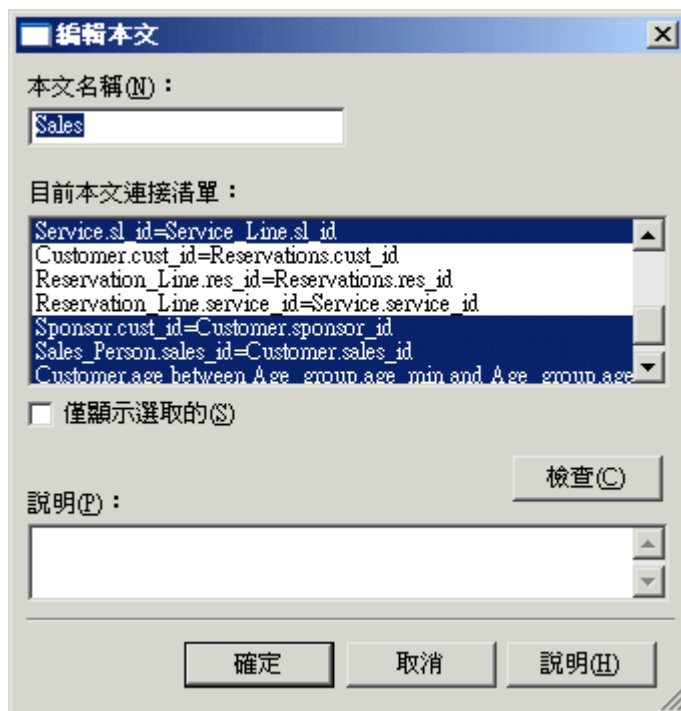 編輯本文
本文名稱(N)：
Sales
目前本文連接清單：
Service.sl_id=Service_Line.sl_id
Customer.cust_id=Reservations.cust_id
Reservation_Line.res_id=Reservations.res_id
Reservation_Line.service_id=Service.service_id
Sponsor.cust_id=Customer.sponsor_id
Sales_Person.sales_id=Customer.sales_id
Customer.age between Age_group.age_min and Age_group.age
僅顯示選取的(S)
檢查(C)
說明(P)：
確定 取消 說明(H)